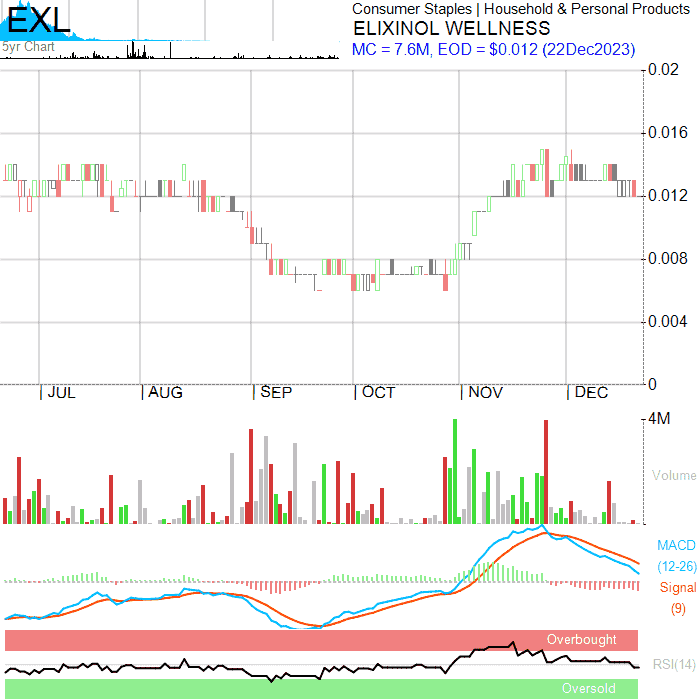 EXL
5yr Chart
Consumer Staples | Household & Personal Products
ELIXINOL WELLNESS
MC = 7.6M, EOD = $0.012 (22Dec2023)
0.02
0.016
0.012
0.008
0.004
0
| JUL | AUG | SEP | OCT | NOV | DEC
4M
Volume
MACD
(12-26)
Signal
(9)
Overbought
RSI(14)
Oversold